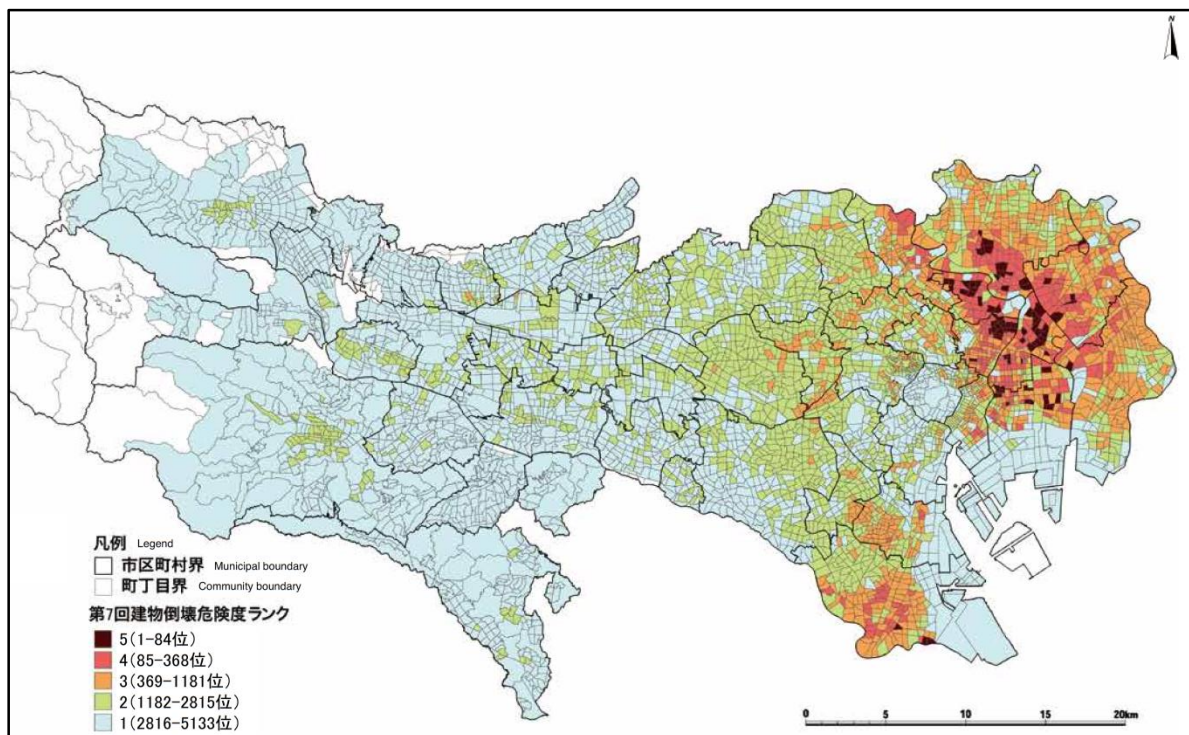 N
凡例 Legend
市区町村界 Municipal boundary
町丁目界 Community boundary
第7回建物倒壊危険度ランク
5(1-84位)
4(85-368位)
3(369-1181位)
2(1182-2815位)
1(2816-5133位)
0 5 10 15 20km